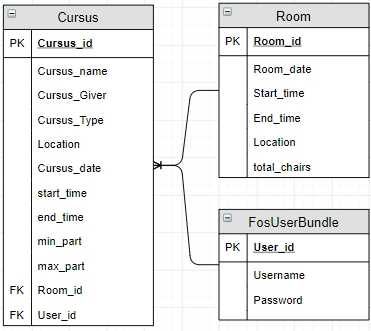 Cursus
PK Cursus_id
Cursus_name
Cursus_Giver
Cursus_Type
Location
Cursus_date
start_time
end_time
min_part
max_part
FK Room_id
FK User_id
Room
PK Room_id
Room_date
Start_time
End_time
Location
total_chairs
FosUserBundle
PK User_id
Username
Password